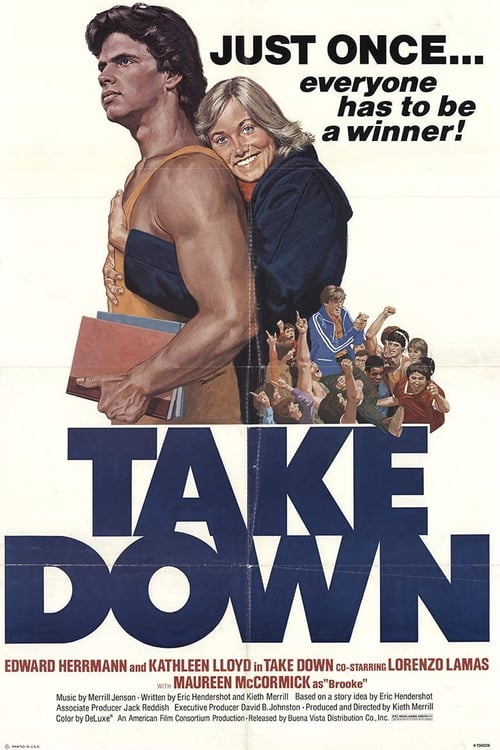 JUST ONCE...
everyone
has to be
a winner!
TAKE
DOWN
EDWARD HERRMANN and KATHLEEN LLOYD in TAKE DOWN CO-STARRING LORENZO LAMAS
WITH MAUREEN McCORMICK as "Brooke"
Music by Merrill Jenson · Written by Eric Hendershot and Kieth Merrill Based on a story idea by Eric Hendershot
Associate Producer Jack Reddish Executive Producer David B. Johnston · Produced and Directed by Kieth Merrill
Color by DeLuxe® An American Film Consortium Production · Released by Buena Vista Distribution Co., Inc.
PRINTED IN U.S.A.